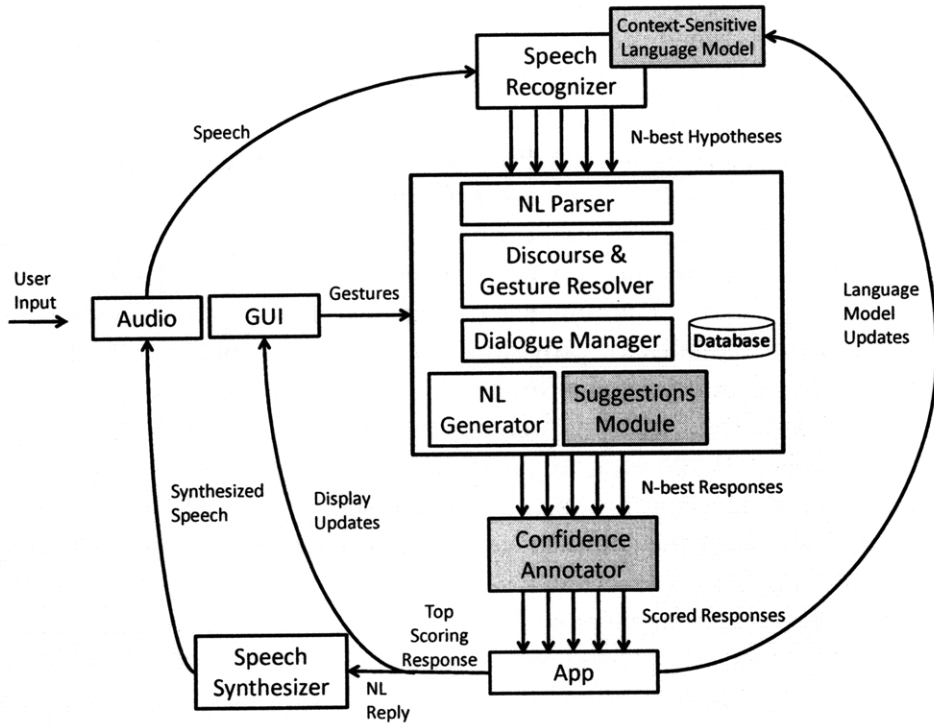 Context-Sensitive
Language Model
Speech
Recognizer
Speech
N-best Hypotheses
NL Parser
Discourse &
Gesture Resolver
User
Input
Audio
GUI
Gestures
Dialogue Manager
Database
Language
Model
Updates
NL
Generator
Suggestions
Module
Synthesized
Speech
Display
Updates
N-best Responses
Confidence
Annotator
Top
Scoring
Response
Scored Responses
Speech
Synthesizer
NL
Reply
App